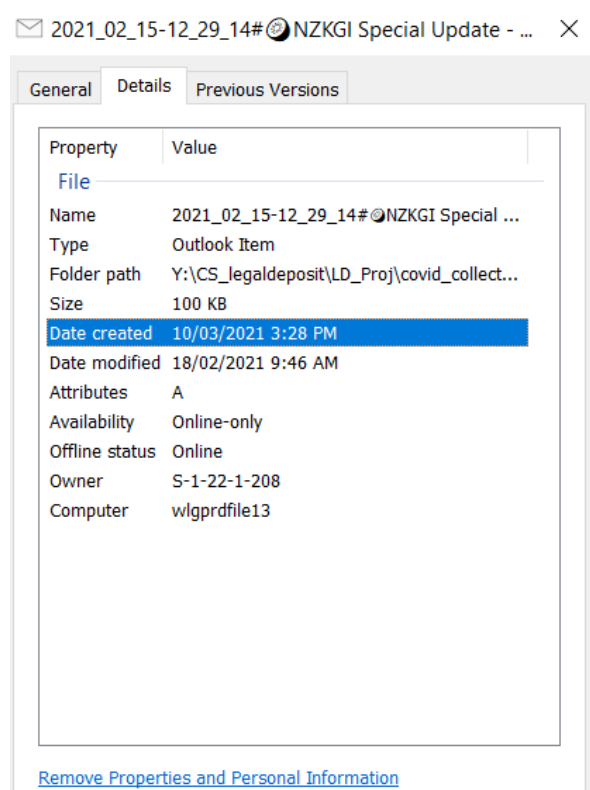 2021_02_15-12_29_14#🥝NZKGI Special Update - ...
General Details Previous Versions
Property Value
File
Name 2021_02_15-12_29_14#🥝NZKGI Special ...
Type Outlook Item
Folder path Y:\CS_legaldeposit\LD_Proj\covid_collect...
Size 100 KB
Date created 10/03/2021 3:28 PM
Date modified 18/02/2021 9:46 AM
Attributes A
Availability Online-only
Offline status Online
Owner S-1-22-1-208
Computer wlgprdfile13
Remove Properties and Personal Information